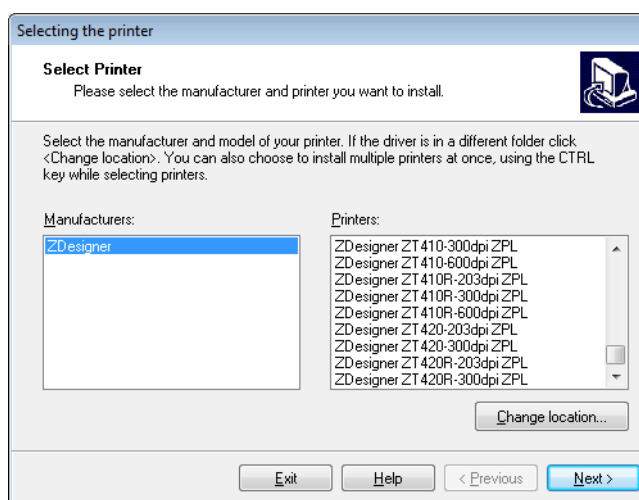 Selecting the printer
Select Printer
Please select the manufacturer and printer you want to install.
Select the manufacturer and model of your printer. If the driver is in a different folder click
<Change location>. You can also choose to install multiple printers at once, using the CTRL
key while selecting printers.
Manufacturers:
ZDesigner
Printers:
ZDesigner ZT410-300dpi ZPL
ZDesigner ZT410-600dpi ZPL
ZDesigner ZT410R-203dpi ZPL
ZDesigner ZT410R-300dpi ZPL
ZDesigner ZT410R-600dpi ZPL
ZDesigner ZT420-203dpi ZPL
ZDesigner ZT420-300dpi ZPL
ZDesigner ZT420R-203dpi ZPL
ZDesigner ZT420R-300dpi ZPL
Change location...
Exit
Help
< Previous
Next >